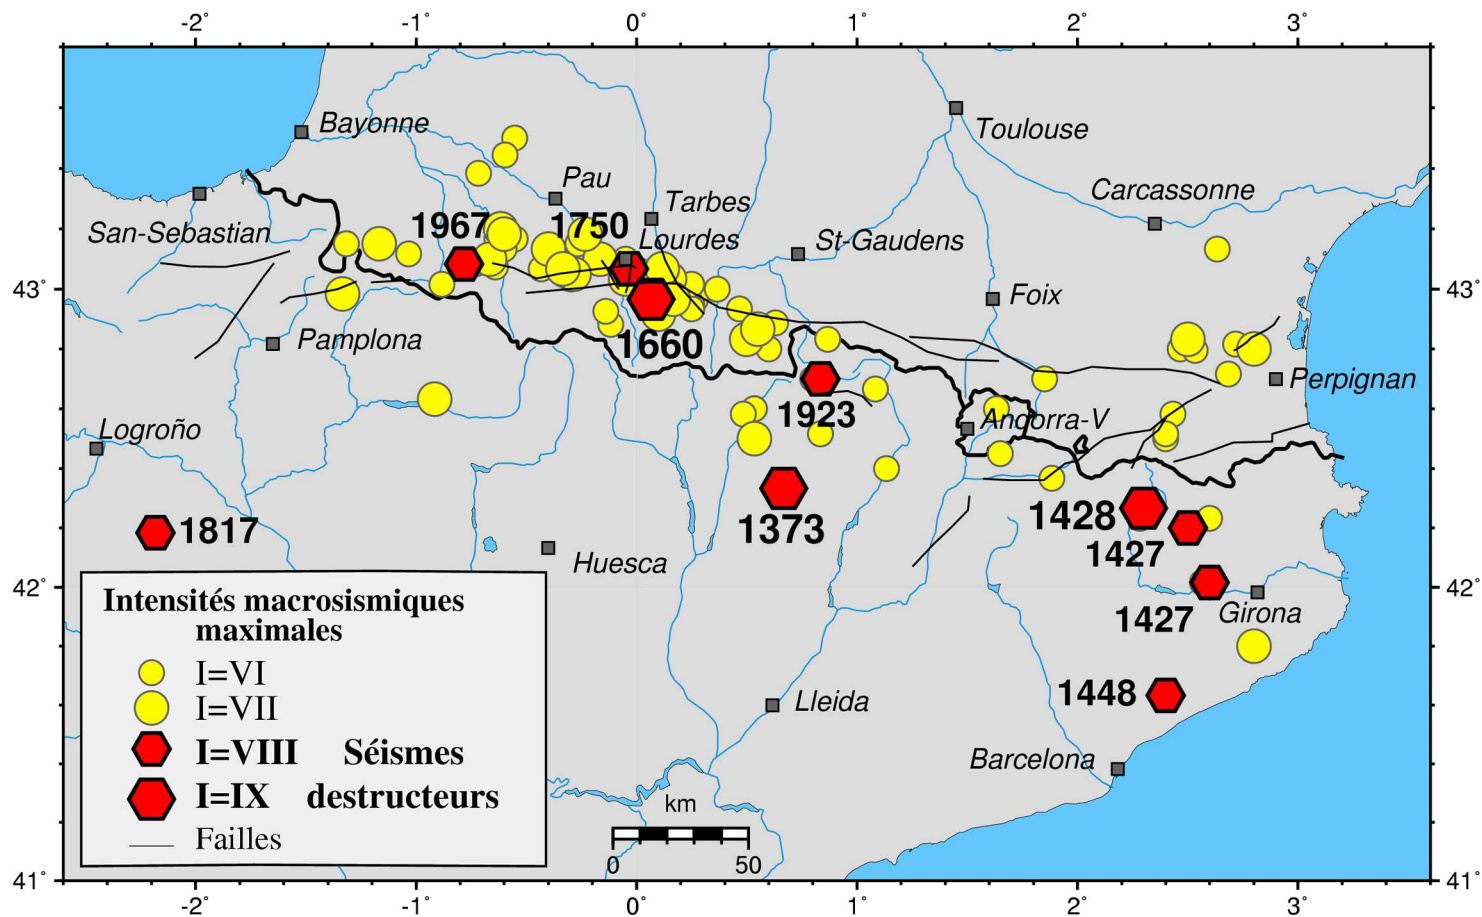 -2° -1° 0° 1° 2° 3°
Bayonne
Toulouse
Pau
Carcassonne
Tarbes
1967 1750
San-Sebastian
Lourdes
St-Gaudens
43° 43°
Foix
Pamplona
1660
Perpignan
1923
Andorra-V
Logroño
1373
1428
1817
1427
Huesca
42° 42°
Girona
1427
1448
Lleida
Barcelona
Intensités macrosismiques
maximales
I=VI
I=VII
I=VIII Séismes
I=IX destructeurs
Failles
km
0 50
41° 41°
-2° -1° 0° 1° 2° 3°